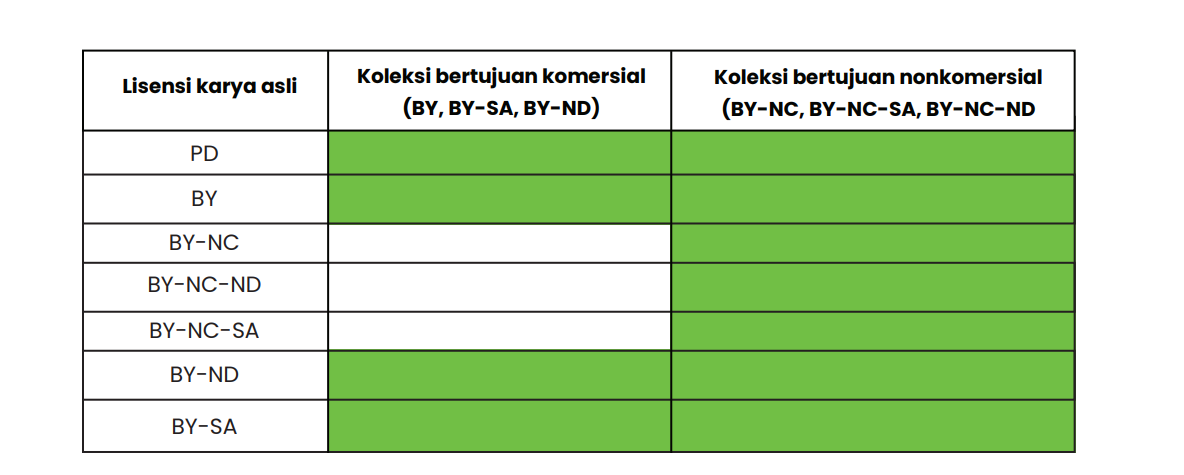 Lisensi karya asli
Koleksi bertujuan komersial
(BY, BY-SA, BY-ND)
Koleksi bertujuan nonkomersial
(BY-NC, BY-NC-SA, BY-NC-ND
PD
BY
BY-NC
BY-NC-ND
BY-NC-SA
BY-ND
BY-SA